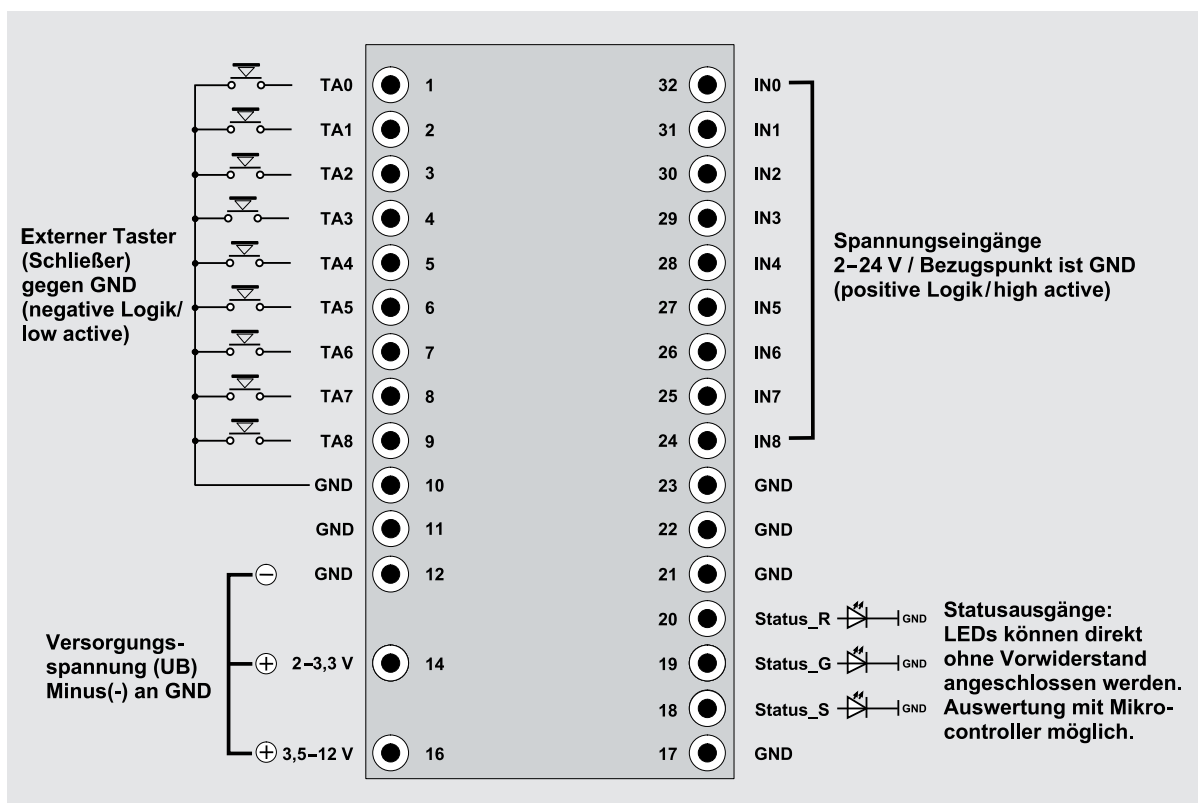 TA0 1 32 IN0
TA1 2 31 IN1
TA2 3 30 IN2
TA3 4 29 IN3
TA4 5 28 IN4
TA5 6 27 IN5
TA6 7 26 IN6
TA7 8 25 IN7
TA8 9 24 IN8
GND 10 23 GND
GND 11 22 GND
GND 12 21 GND
20 Status_R GND
2–3,3 V 14 19 Status_G GND
18 Status_S GND
3,5–12 V 16 17 GND
Externer Taster
(Schließer)
gegen GND
(negative Logik/
low active)
Versorgungs-
spannung (UB)
Minus(-) an GND
Spannungseingänge
2–24 V / Bezugspunkt ist GND
(positive Logik/high active)
Statusausgänge:
LEDs können direkt
ohne Vorwiderstand
angeschlossen werden.
Auswertung mit Mikro-
controller möglich.